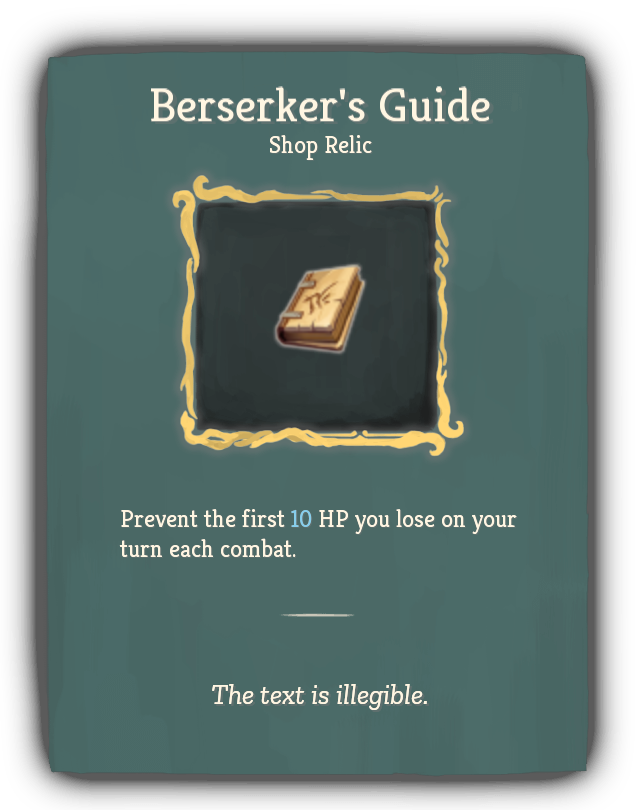 Berserker's Guide
Shop Relic
Prevent the first 10 HP you lose on your
turn each combat.
The text is illegible.